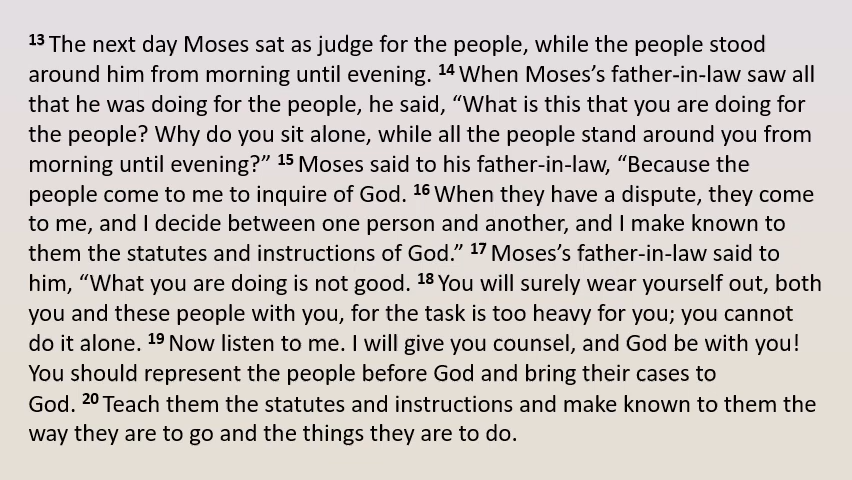 13 The next day Moses sat as judge for the people, while the people stood
around him from morning until evening. 14 When Moses’s father-in-law saw all
that he was doing for the people, he said, “What is this that you are doing for
the people? Why do you sit alone, while all the people stand around you from
morning until evening?” 15 Moses said to his father-in-law, “Because the
people come to me to inquire of God. 16 When they have a dispute, they come
to me, and I decide between one person and another, and I make known to
them the statutes and instructions of God.” 17 Moses’s father-in-law said to
him, “What you are doing is not good. 18 You will surely wear yourself out, both
you and these people with you, for the task is too heavy for you; you cannot
do it alone. 19 Now listen to me. I will give you counsel, and God be with you!
You should represent the people before God and bring their cases to
God. 20 Teach them the statutes and instructions and make known to them the
way they are to go and the things they are to do.